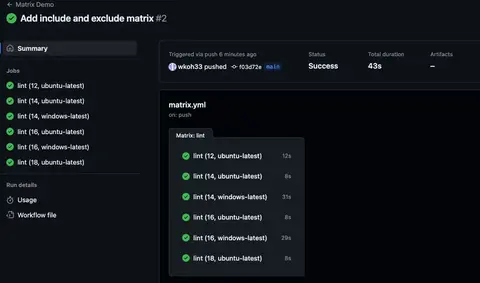 ← Matrix Demo
Add include and exclude matrix #2
Summary
Jobs
lint (12, ubuntu-latest)
lint (14, ubuntu-latest)
lint (14, windows-latest)
lint (16, ubuntu-latest)
lint (16, windows-latest)
lint (18, ubuntu-latest)
Run details
Usage
Workflow file
Triggered via push 6 minutes ago
wkoh33 pushed f03d72e main
Status
Success
Total duration
43s
Artifacts
–
matrix.yml
on: push
Matrix: lint
lint (12, ubuntu-latest) 12s
lint (14, ubuntu-latest) 8s
lint (14, windows-latest) 31s
lint (16, ubuntu-latest) 8s
lint (16, windows-latest) 29s
lint (18, ubuntu-latest) 8s